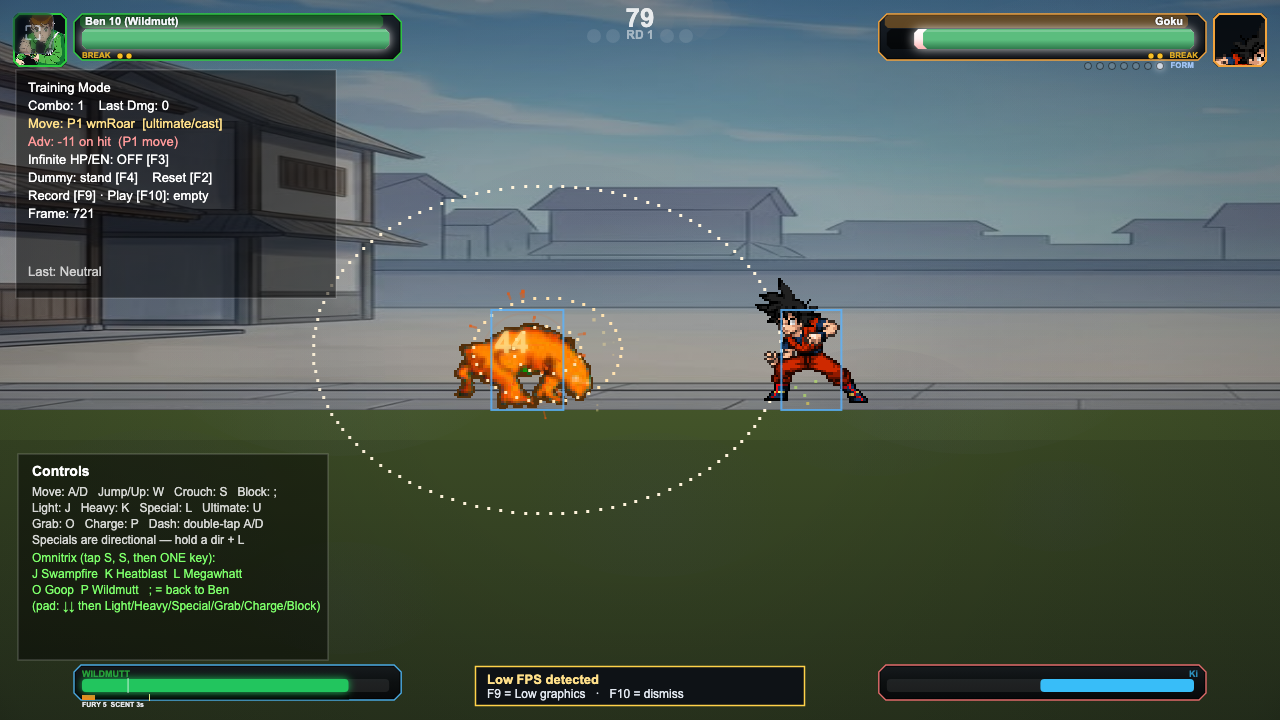 Ben 10 (Wildmutt)
BREAK
79
RD 1
Goku
BREAK
FORM
Training Mode
Combo: 1 Last Dmg: 0
Move: P1 wmRoar [ultimate/cast]
Adv: -11 on hit (P1 move)
Infinite HP/EN: OFF [F3]
Dummy: stand [F4] Reset [F2]
Record [F9] · Play [F10]: empty
Frame: 721
Last: Neutral
44
Controls
Move: A/D Jump/Up: W Crouch: S Block: ;
Light: J Heavy: K Special: L Ultimate: U
Grab: O Charge: P Dash: double-tap A/D
Specials are directional — hold a dir + L
Omnitrix (tap S, S, then ONE key):
J Swampfire K Heatblast L Megawhatt
O Goop P Wildmutt ; = back to Ben
(pad: ↓↓ then Light/Heavy/Special/Grab/Charge/Block)
WILDMUTT
FURY 5 SCENT 3s
Low FPS detected
F9 = Low graphics · F10 = dismiss
Ki